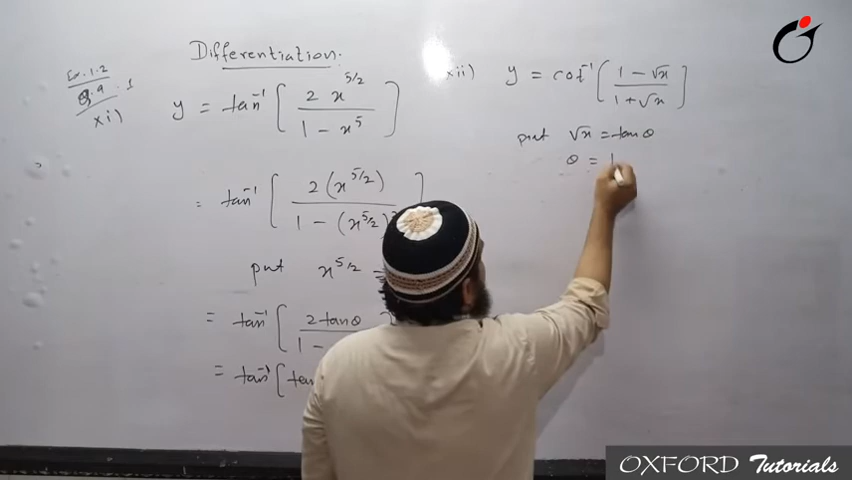 Differentiation.
Ex. 1.2
Q.9.1
xi)
y = tan⁻¹ [ 2 x^5/2 / 1 - x^5 ]
= tan⁻¹ [ 2 (x^5/2) / 1 - (x^5/2)
put x^5/2 =
= tan⁻¹ [ 2 tanθ / 1 -
= tan⁻¹ [ tan
xii) y = cot⁻¹ ( 1 - √x / 1 + √x ]
put √x = tan θ
θ =
OXFORD Tutorials